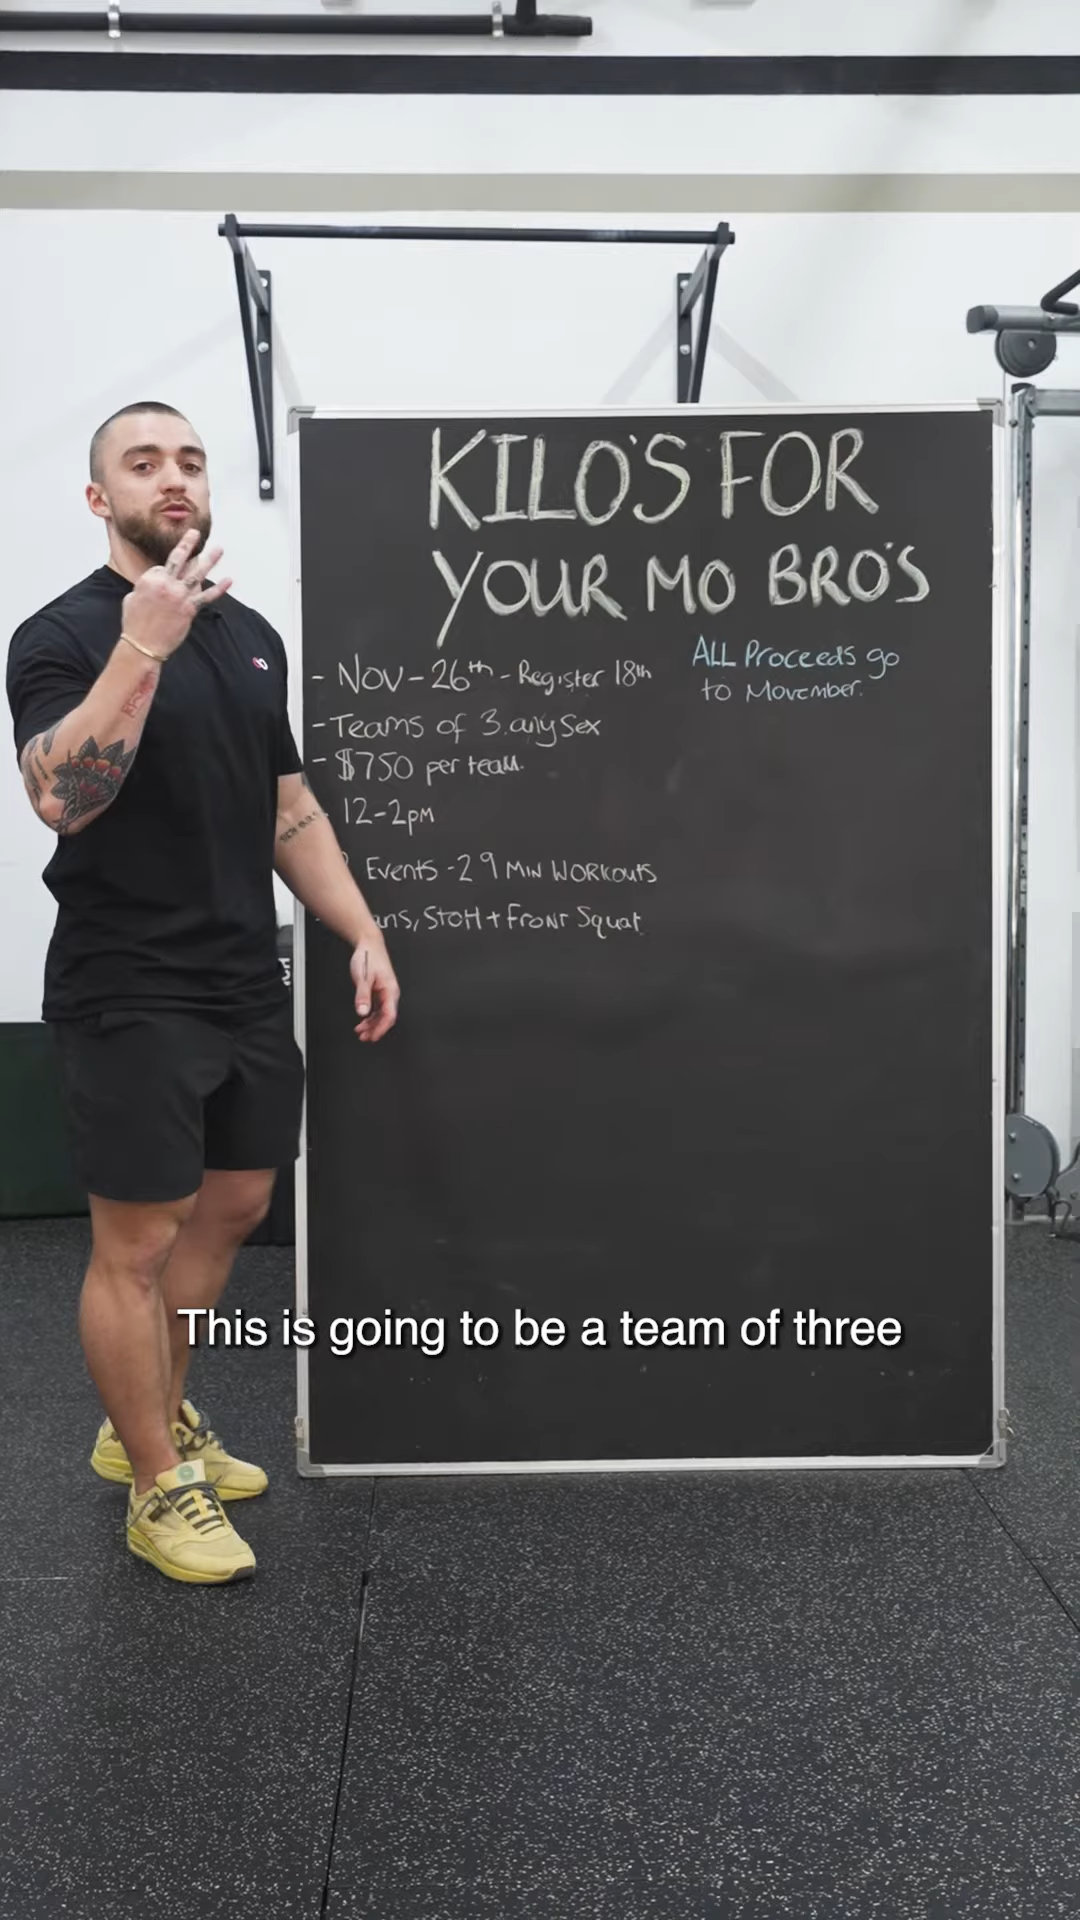 KILO'S FOR
YOUR MO BRO'S
- Nov - 26th - Register 18th
ALL Proceeds go
to Movember.
- Teams of 3. any Sex
- $750 per team.
12-2pm
Events - 2 9 Min Workouts
StoH + Front Squat
This is going to be a team of three